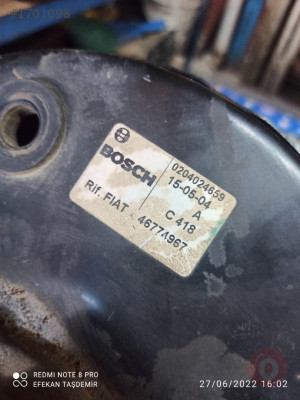 #1701098
BOSCH
0204024659
15-05-04
A
C 418
Rif. FIAT 46774967
REDMI NOTE 8 PRO
EFEKAN TAŞDEMİR
27/06/2022 16:02